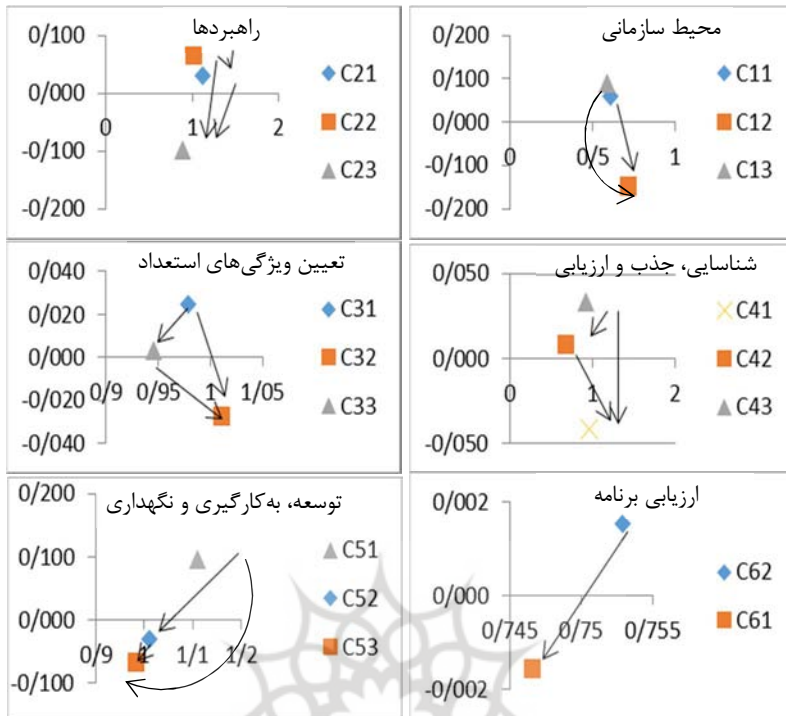 راهبردها
0/100
0/000
-0/100
-0/200
0
1
2
C21
C22
C23
محیط سازمانی
0/200
0/100
0/000
-0/100
-0/200
0
0/5
1
C11
C12
C13
تعیین ویژگی‌های استعداد
0/040
0/020
0/000
-0/020
-0/040
0/9
0/95
1
1/05
C31
C32
C33
شناسایی، جذب و ارزیابی
0/050
0/000
-0/050
0
1
2
C41
C42
C43
توسعه، به‌کارگیری و نگهداری
0/200
0/100
0/000
-0/100
0/9
1
1/1
1/2
C51
C52
C53
ارزیابی برنامه
0/002
0/000
-0/002
0/745
0/75
0/755
C62
C61